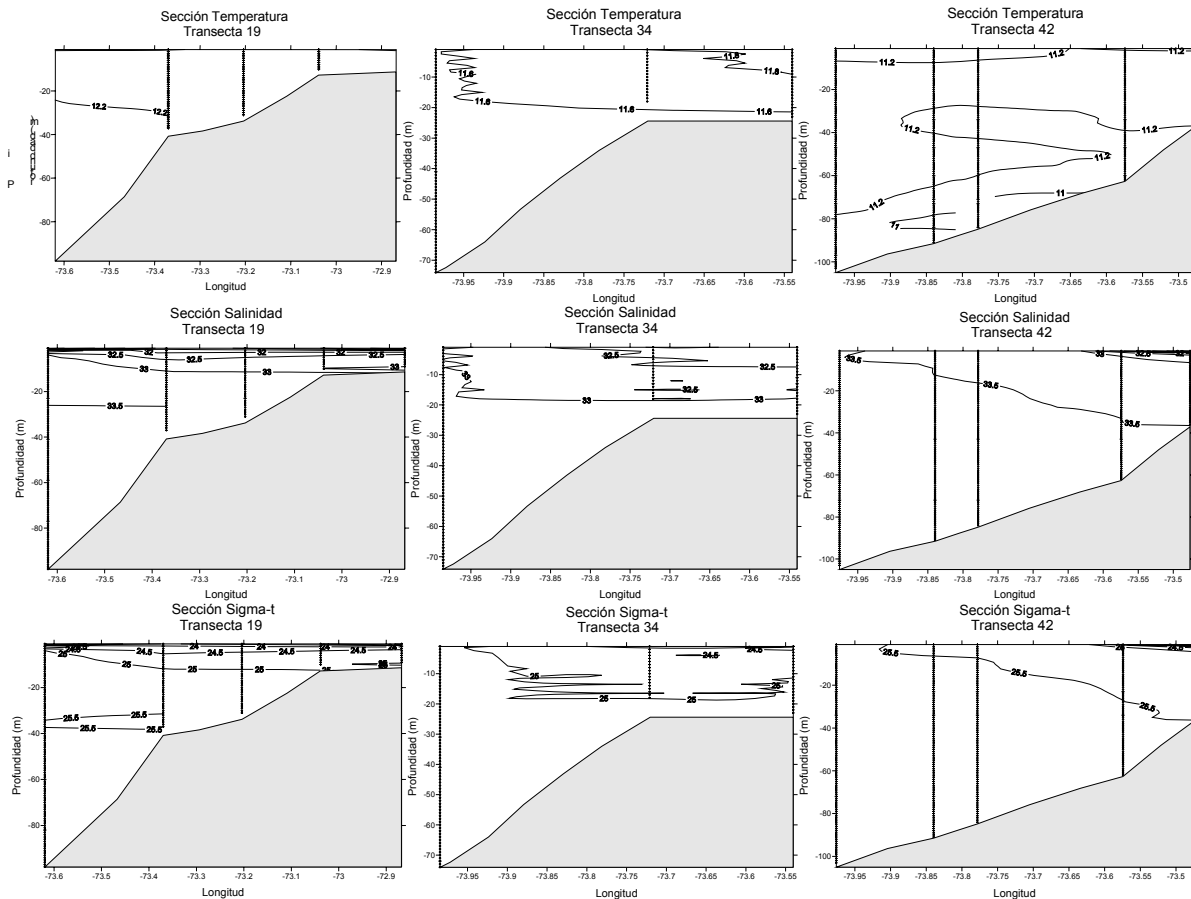 Sección Temperatura
Transecta 19
12.2
12.2
-20
-40
-60
-80
-73.6 -73.5 -73.4 -73.3 -73.2 -73.1 -73 -72.9
Longitud
Sección Temperatura
Transecta 34
11.6
11.6
11.6
11.6
11.6
-10
-20
-30
-40
-50
-60
-70
Profundidad (m)
-73.95 -73.9 -73.85 -73.8 -73.75 -73.7 -73.65 -73.6 -73.55
Longitud
Sección Temperatura
Transecta 42
11.2
11.2
11.2
11.2
11.2
11.2
11.2
11.2
11
11
-20
-40
-60
-80
-100
Profundidad (m)
-73.95 -73.9 -73.85 -73.8 -73.75 -73.7 -73.65 -73.6 -73.55 -73.5
Longitud
Sección Salinidad
Transecta 19
32 32 32
32.5 32.5 32.5
33 33 33
33.5
-20
-40
-60
-80
Profundidad (m)
-73.6 -73.5 -73.4 -73.3 -73.2 -73.1 -73 -72.9
Longitud
Sección Salinidad
Transecta 34
32.5
32.5
32.5
33
33
33
-10
-20
-30
-40
-50
-60
-70
Profundidad (m)
-73.95 -73.9 -73.85 -73.8 -73.75 -73.7 -73.65 -73.6 -73.55
Longitud
Sección Salinidad
Transecta 42
33.5
33.5
33.5
33
33
32.5
-20
-40
-60
-80
-100
Profundidad (m)
-73.95 -73.9 -73.85 -73.8 -73.75 -73.7 -73.65 -73.6 -73.55 -73.5
Longitud
Sección Sigma-t
Transecta 19
24.5 24 24 24
24.5 24.5 24.5
25 25 25 25 25
25.5
25.5 25.5
-20
-40
-60
-80
Profundidad (m)
-73.6 -73.5 -73.4 -73.3 -73.2 -73.1 -73 -72.9
Longitud
Sección Sigma-t
Transecta 34
24.5
24.5
25
25
25
25
-10
-20
-30
-40
-50
-60
-70
Profundidad (m)
-73.95 -73.9 -73.85 -73.8 -73.75 -73.7 -73.65 -73.6 -73.55
Longitud
Sección Sigama-t
Transecta 42
25.5
25.5
25.5
25
24.5
-20
-40
-60
-80
-100
Profundidad (m)
-73.95 -73.9 -73.85 -73.8 -73.75 -73.7 -73.65 -73.6 -73.55 -73.5
Longitud